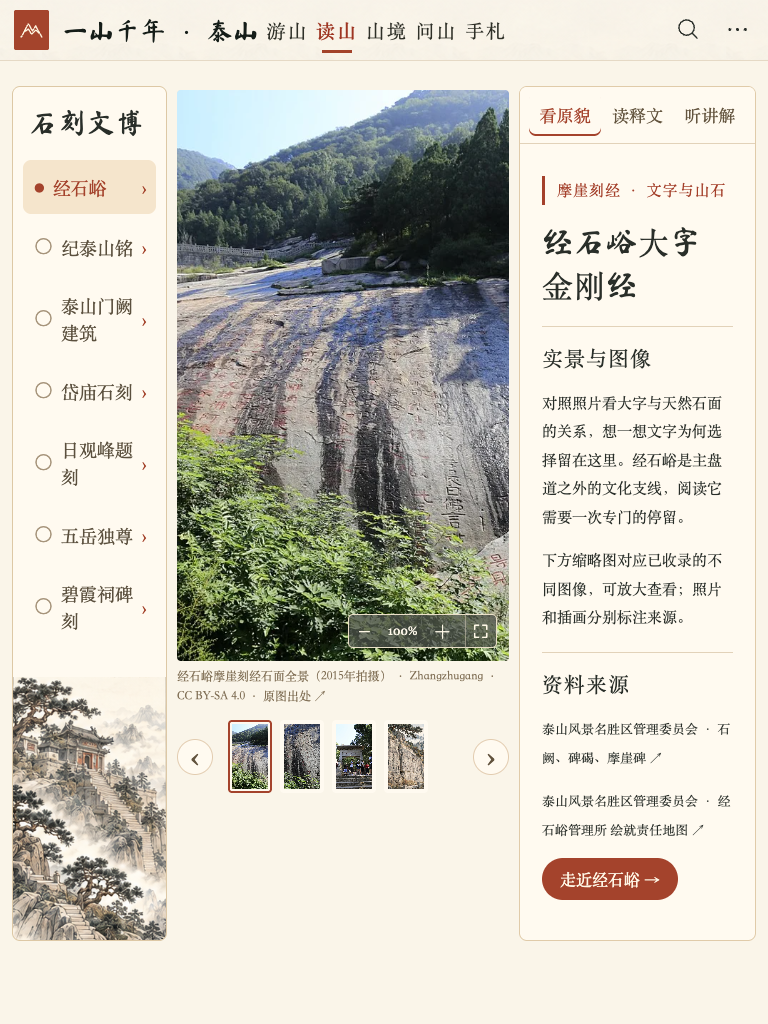 一山千年 · 泰山 游山 读山 山境 问山 手札
石刻文博
经石峪 ›
纪泰山铭 ›
泰山门阙
建筑 ›
岱庙石刻 ›
日观峰题
刻 ›
五岳独尊 ›
碧霞祠碑
刻 ›
100%
经石峪摩崖刻经石面全景（2015年拍摄） · Zhangzhugang ·
CC BY-SA 4.0 · 原图出处 ↗
看原貌 读释文 听讲解
摩崖刻经 · 文字与山石
经石峪大字
金刚经
实景与图像
对照照片看大字与天然石面
的关系，想一想文字为何选
择留在这里。经石峪是主盘
道之外的文化支线，阅读它
需要一次专门的停留。
下方缩略图对应已收录的不
同图像，可放大查看；照片
和插画分别标注来源。
资料来源
泰山风景名胜区管理委员会 · 石
阙、碑碣、摩崖碑 ↗
泰山风景名胜区管理委员会 · 经
石峪管理所 绘就责任地图 ↗
走近经石峪 →